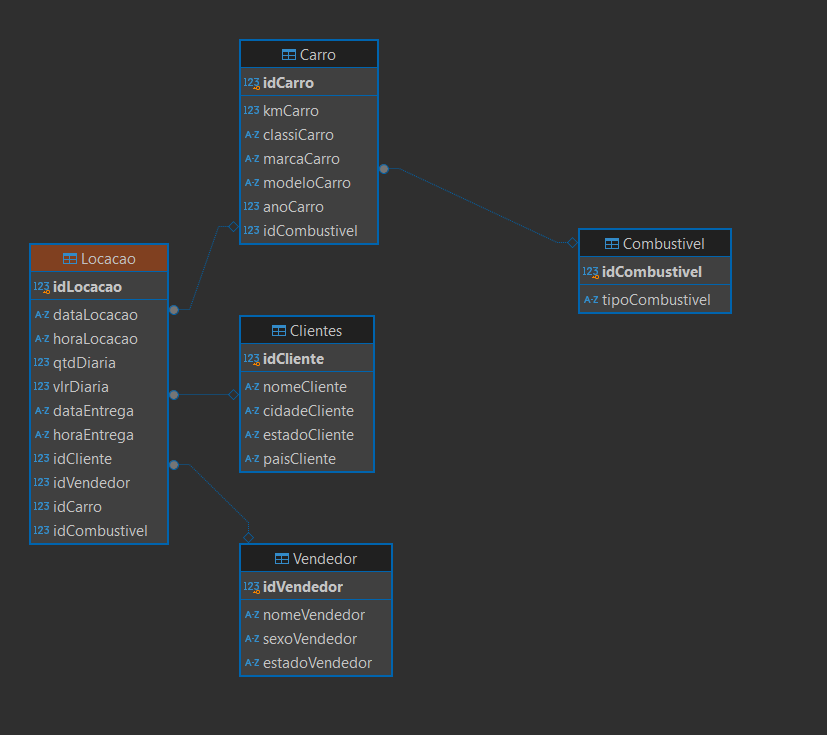 Carro
123 idCarro
123 kmCarro
A-Z classiCarro
A-Z marcaCarro
A-Z modeloCarro
123 anoCarro
123 idCombustivel
Locacao
123 idLocacao
A-Z dataLocacao
A-Z horaLocacao
123 qtdDiaria
123 vlrDiaria
A-Z dataEntrega
A-Z horaEntrega
123 idCliente
123 idVendedor
123 idCarro
123 idCombustivel
Clientes
123 idCliente
A-Z nomeCliente
A-Z cidadeCliente
A-Z estadoCliente
A-Z paisCliente
Vendedor
123 idVendedor
A-Z nomeVendedor
A-Z sexoVendedor
A-Z estadoVendedor
Combustivel
123 idCombustivel
A-Z tipoCombustivel